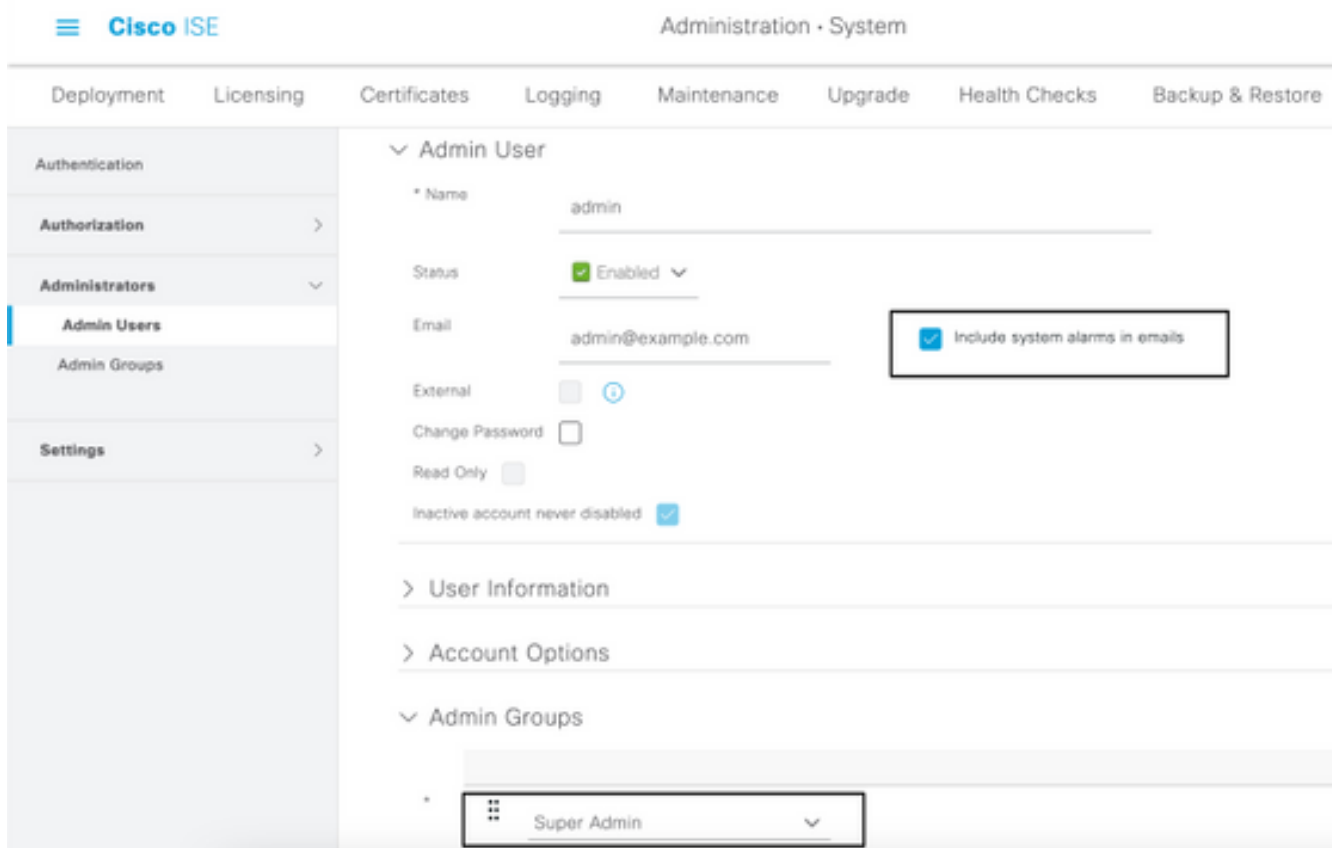 Cisco ISE
Administration · System
Deployment Licensing Certificates Logging Maintenance Upgrade Health Checks Backup & Restore
Authentication
Authorization
Administrators
Admin Users
Admin Groups
Settings
Admin User
* Name
admin
Status
Enabled
Email
admin@example.com
Include system alarms in emails
External
Change Password
Read Only
Inactive account never disabled
User Information
Account Options
Admin Groups
*
Super Admin